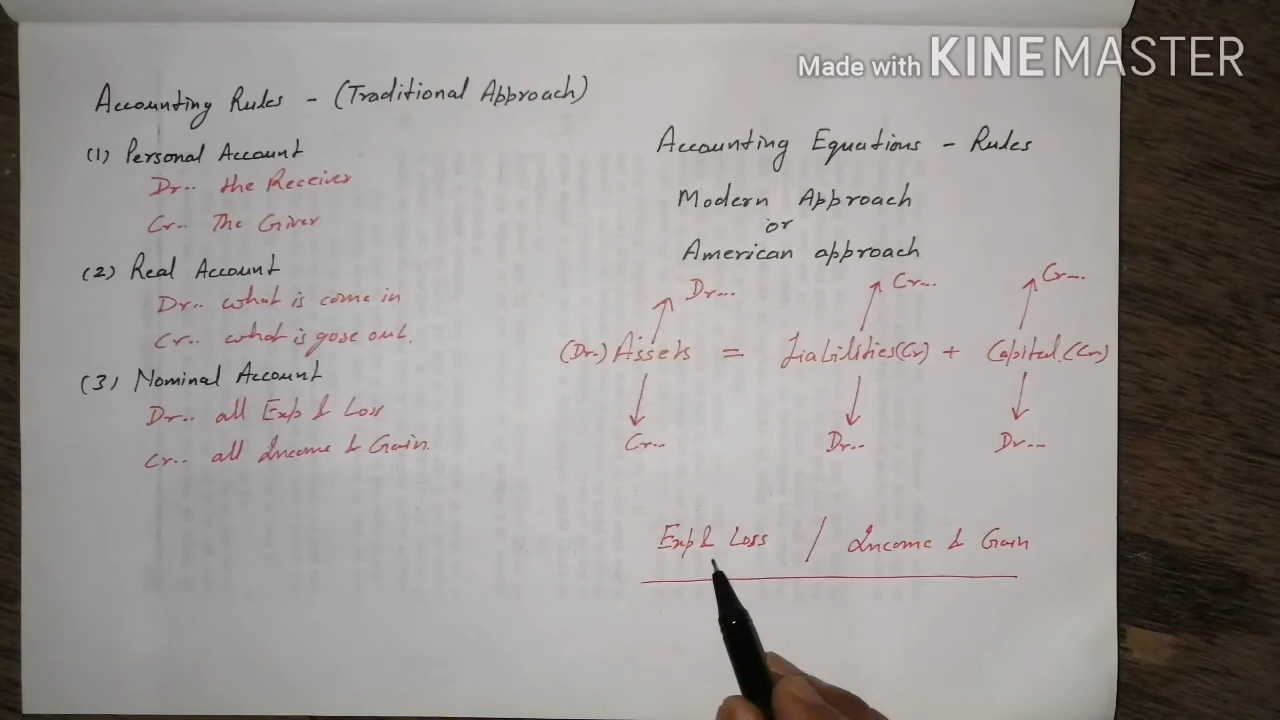 Made with KINEMASTER
Accounting Rules - (Traditional Approach)
(1) Personal Account
Dr.. the Receiver
Cr.. The Giver
(2) Real Account
Dr.. what is come in
Cr.. what is gose out.
(3) Nominal Account
Dr.. all Exp & Loss
Cr.. all Income & Gain.
Accounting Equations - Rules
Modern Approach
or
American approach
Dr... Cr... Cr...
(Dr.) Assets = Liabilities(Cr) + Capital.(Cr)
Cr... Dr.. Dr...
Exp & Loss / Income & Gain